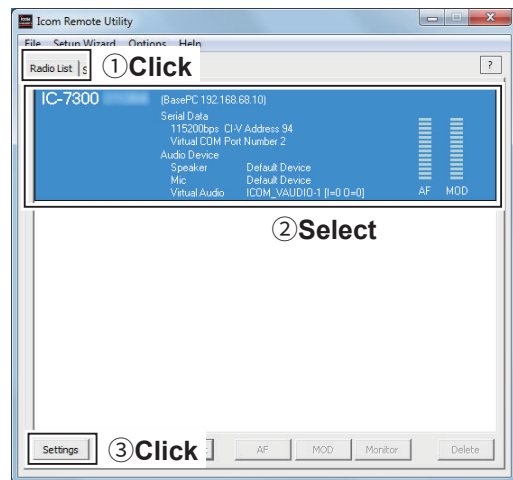 Icom Remote Utility
File Setup Wizard Options Help
Radio List
①Click
?
IC-7300
(BasePC 192.168.68.10)
Serial Data
115200bps CI-V Address 94
Virtual COM Port Number 2
Audio Device
Speaker Default Device
Mic Default Device
Virtual Audio ICOM_VAUDIO-1 [I=0 O=0]
AF MOD
②Select
Settings
③Click
AF MOD Monitor Delete